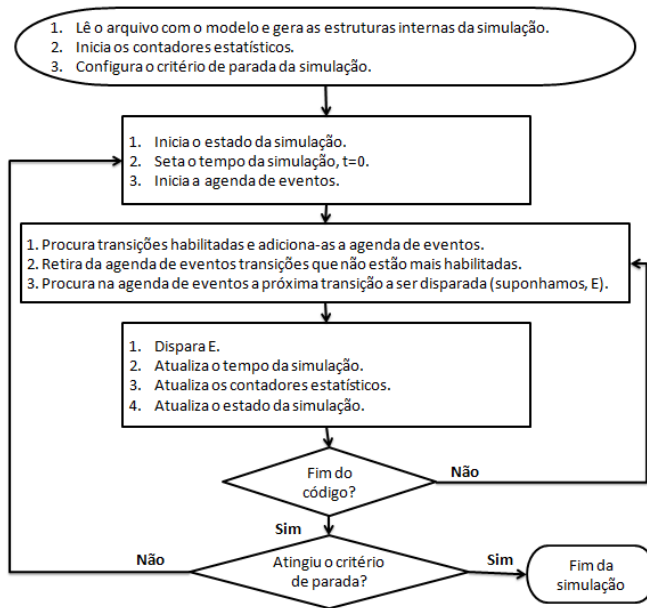 1. Lê o arquivo com o modelo e gera as estruturas internas da simulação.
2. Inicia os contadores estatísticos.
3. Configura o critério de parada da simulação.
1. Inicia o estado da simulação.
2. Seta o tempo da simulação, t=0.
3. Inicia a agenda de eventos.
1. Procura transições habilitadas e adiciona-as a agenda de eventos.
2. Retira da agenda de eventos transições que não estão mais habilitadas.
3. Procura na agenda de eventos a próxima transição a ser disparada (suponhamos, E).
1. Dispara E.
2. Atualiza o tempo da simulação.
3. Atualiza os contadores estatísticos.
4. Atualiza o estado da simulação.
Fim do
código?
Não
Sim
Não
Atingiu o critério
de parada?
Sim
Fim da
simulação